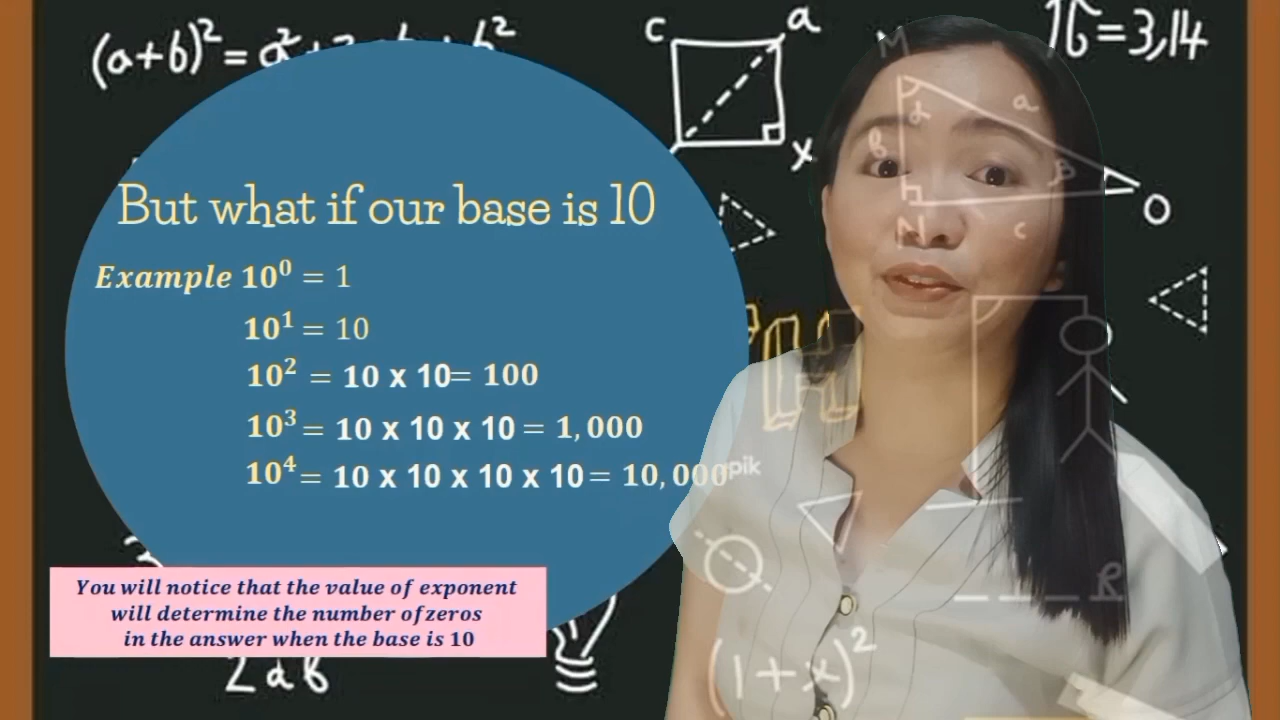 (a+b)² =
c
a
x
M
π=3,14
a
α
β
O
N
c
But what if our base is 10
Example 10⁰ = 1
10¹ = 10
10² = 10 x 10= 100
10³ = 10 x 10 x 10 = 1,000
10⁴ = 10 x 10 x 10 x 10 = 10,000
pik
R
You will notice that the value of exponent
will determine the number of zeros
in the answer when the base is 10
2ab
(1+x)²